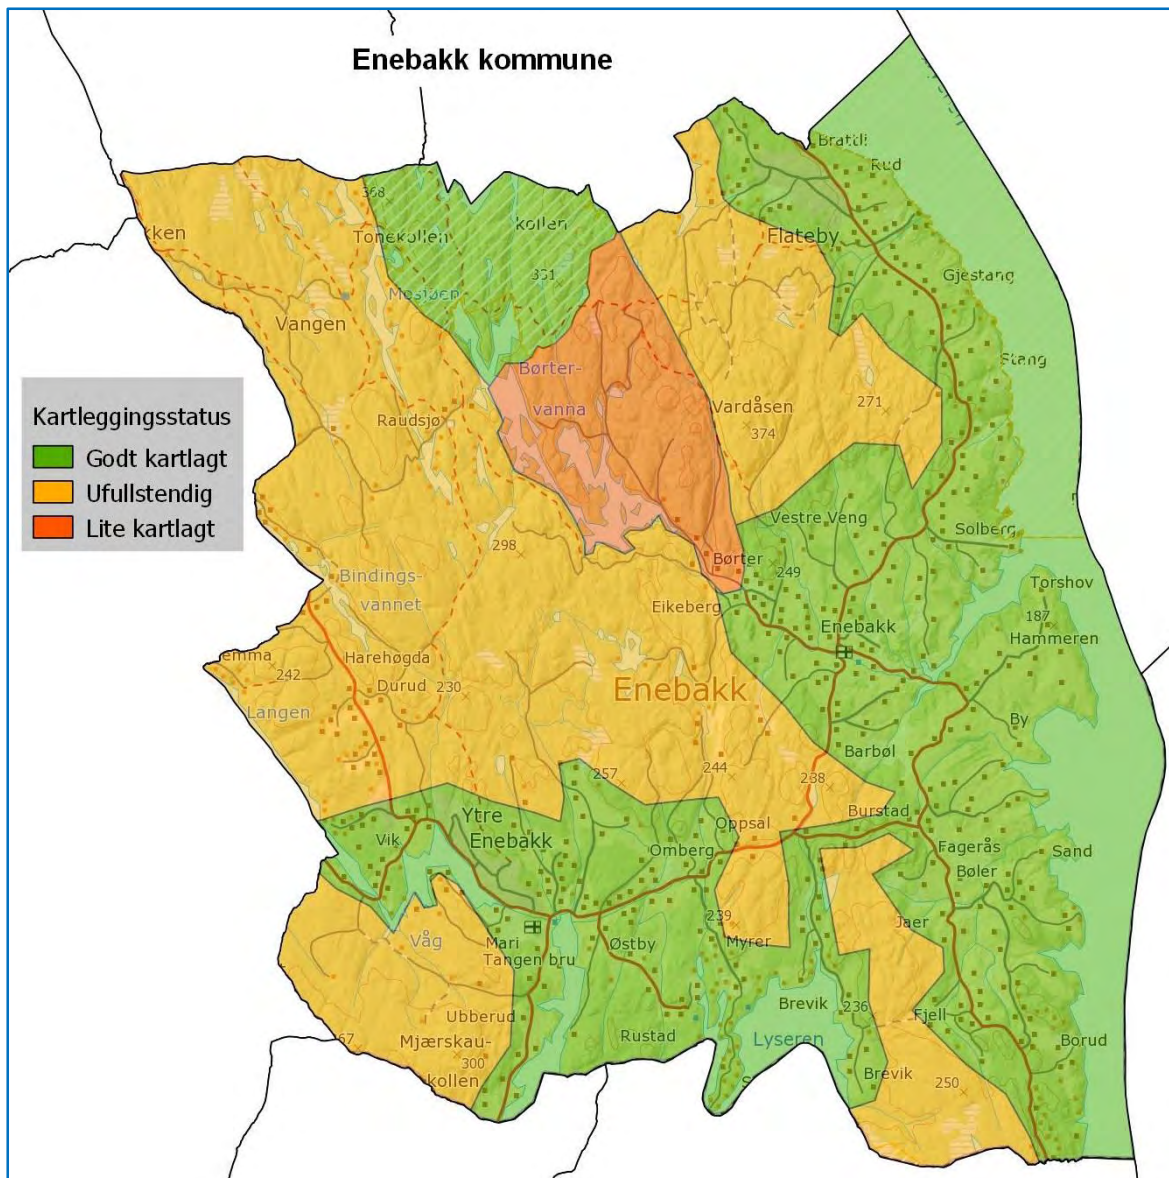 Enebakk kommune
Brattli
Rud
368
kollen
Tonekollen
Flateby
kken
351
Gjestang
Mosjøen
Vangen
Stang
Børter-
vanna
Kartleggingsstatus
Godt kartlagt
Ufullstendig
Lite kartlagt
Raudsjø
Vardåsen
271
374
Vestre Veng
Solberg
298
Børter
249
Torshov
Bindings-
vannet
Eikeberg
187
Enebakk
Hammeren
emma
242
Harehøgda
Durud
230
Enebakk
Langen
By
Barbøl
257
244
238
Burstad
Vik
Ytre
Enebakk
Oppsal
Omberg
Fagerås
Sand
Bøler
239
Jaer
Våg
Mari
Tangen bru
Østby
Myrer
Brevik
236
Ubberud
Fjell
67
Mjærskau-
kollen
300
Rustad
Lyseren
Borud
Brevik
250
S